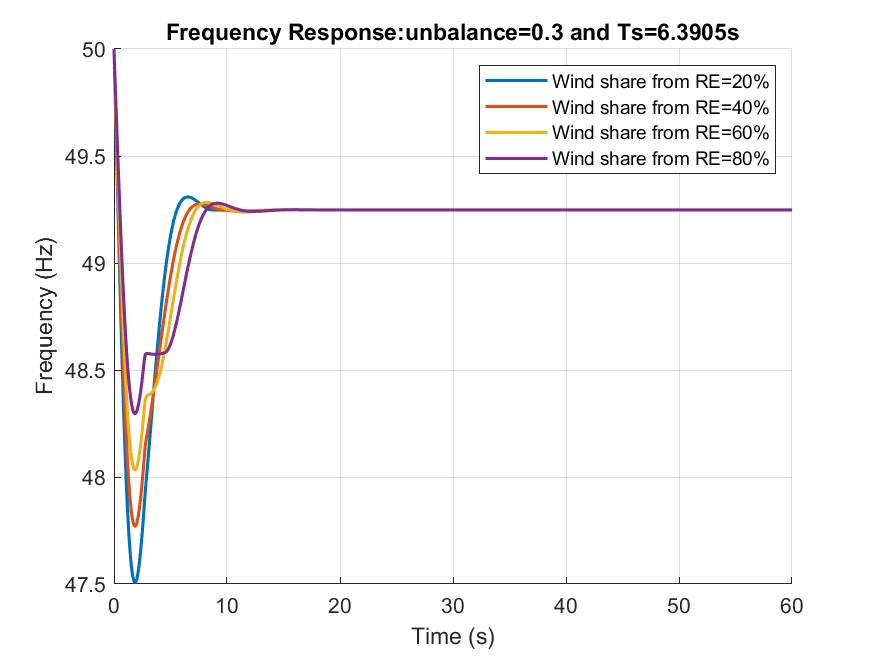 Frequency Response:unbalance=0.3 and Ts=6.3905s
50
49.5
49
48.5
48
47.5
Frequency (Hz)
Wind share from RE=20%
Wind share from RE=40%
Wind share from RE=60%
Wind share from RE=80%
0 10 20 30 40 50 60
Time (s)